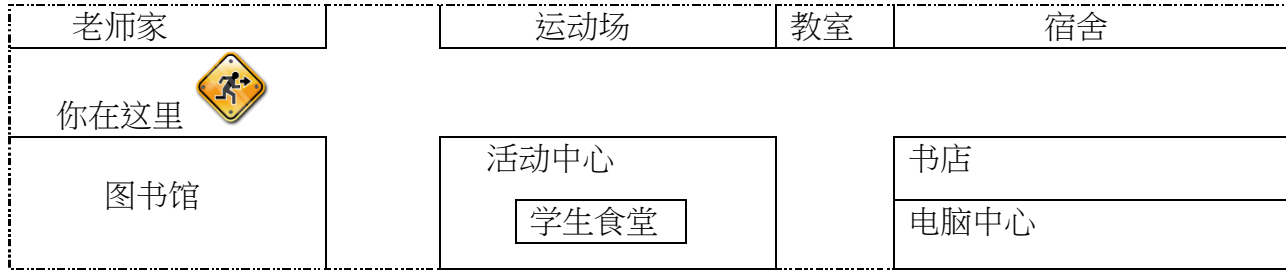 老师家 运动场 教室 宿舍
你在这里
图书馆
活动中心
学生食堂
书店
电脑中心